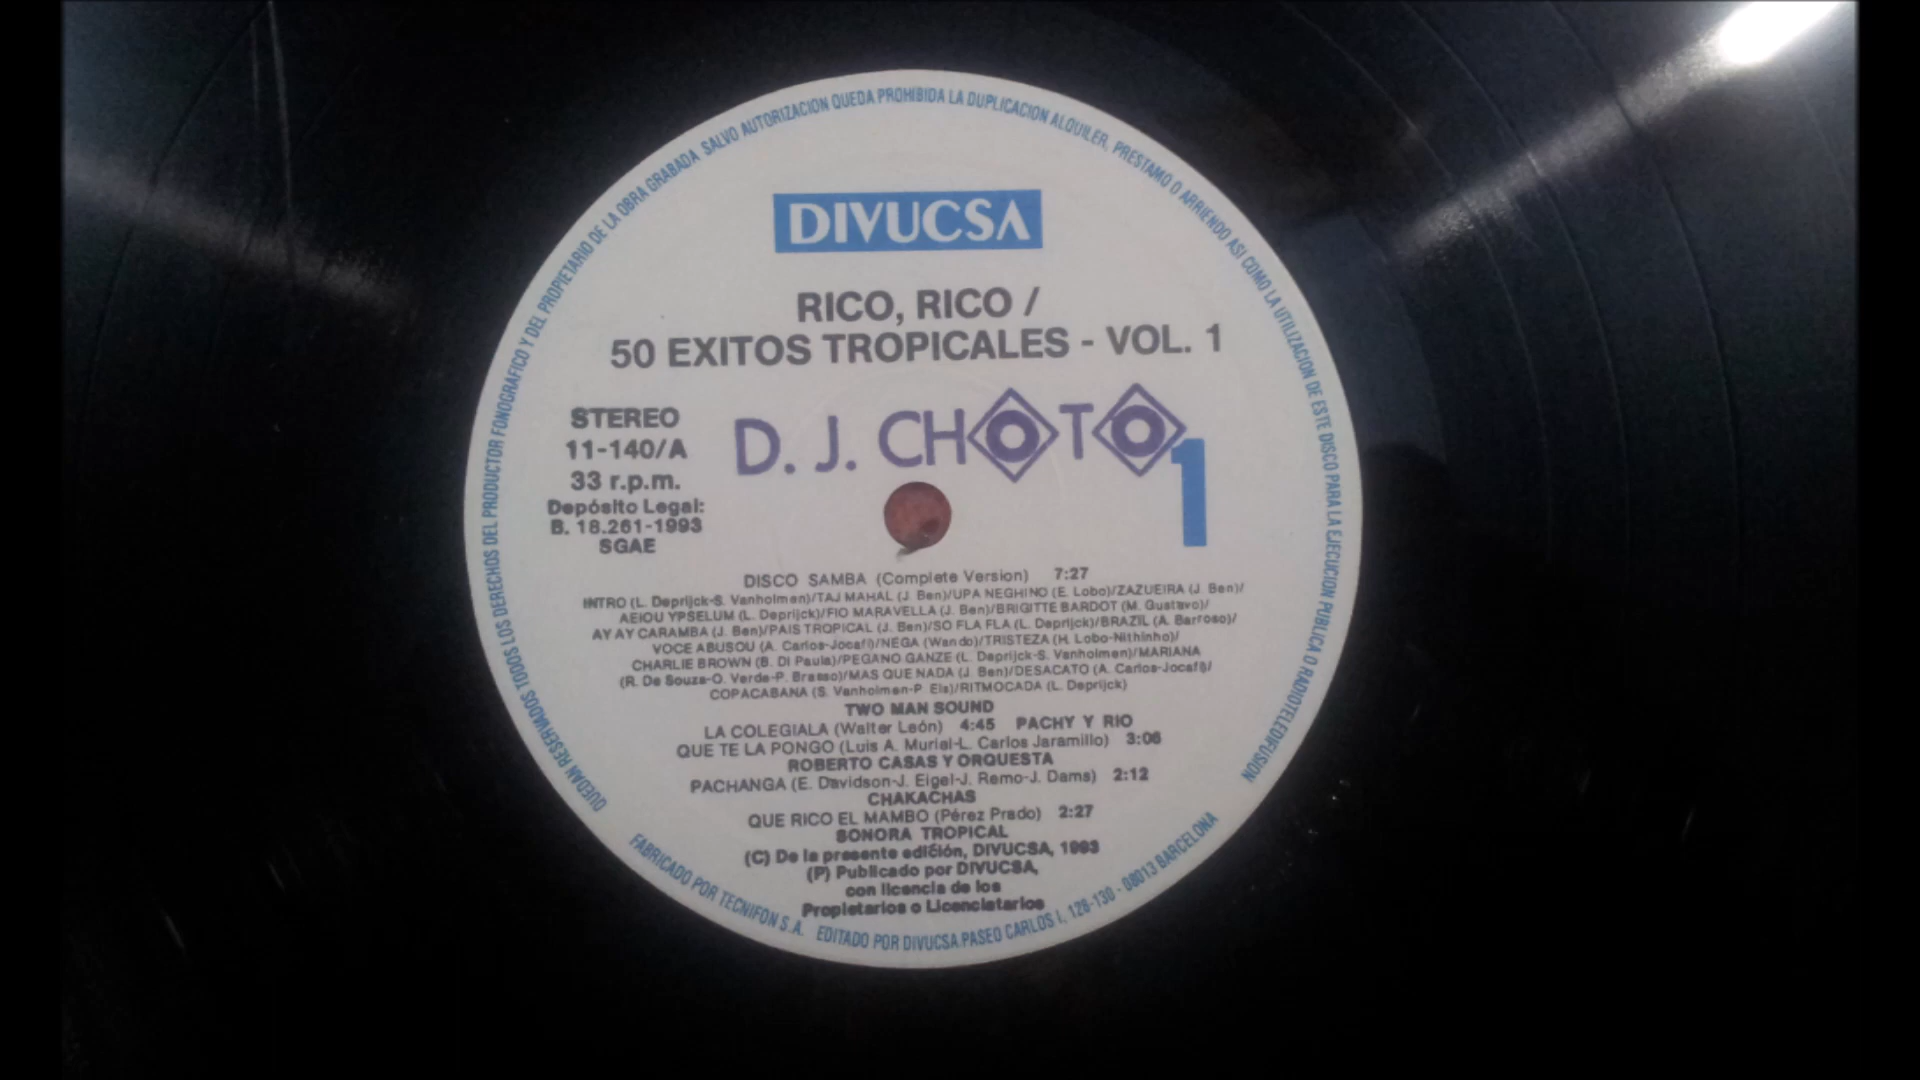 QUEDAN RESERVADOS TODOS LOS DERECHOS DEL PRODUCTOR FONOGRAFICO Y DEL PROPIETARIO DE LA OBRA GRABADA SALVO AUTORIZACION QUEDA PROHIBIDA LA DUPLICACION ALQUILER, PRESTAMO O ARRIENDO ASI COMO LA UTILIZACION DE ESTE DISCO PARA LA EJECUCION PUBLICA O RADIOTELEDIFUSION
DIVUCSA
RICO, RICO /
50 EXITOS TROPICALES - VOL. 1
D. J. CHOTO
STEREO
11-140/A
33 r.p.m.
Depósito Legal:
B. 18.261-1993
SGAE
1
DISCO SAMBA (Complete Version) 7:27
INTRO (L. Deprijck-S. Vanholmen)/TAJ MAHAL (J. Ben)/UPA NEGHINO (E. Lobo)/ZAZUEIRA (J. Ben)/
AEIOU YPSELUM (L. Deprijck)/FIO MARAVELLA (J. Ben)/BRIGITTE BARDOT (M. Gustavo)/
AY AY CARAMBA (J. Ben)/PAIS TROPICAL (J. Ben)/SO FLA FLA (L. Deprijck)/BRAZIL (A. Barroso)/
VOCE ABUSOU (A. Carlos-Jocafi)/NEGA (Wando)/TRISTEZA (H. Lobo-Nithinho)/
CHARLIE BROWN (B. Di Paula)/PEGANO GANZE (L. Deprijck-S. Vanholmen)/MARIANA
(R. De Souza-O. Verde-P. Brasso)/MAS QUE NADA (J. Ben)/DESACATO (A. Carlos-Jocafi)/
COPACABANA (S. Vanholmen-P. Els)/RITMOCADA (L. Deprijck)
TWO MAN SOUND
LA COLEGIALA (Walter León) 4:45 PACHY Y RIO
QUE TE LA PONGO (Luis A. Muriel-L. Carlos Jaramillo) 3:06
ROBERTO CASAS Y ORQUESTA
PACHANGA (E. Davidson-J. Eigel-J. Remo-J. Dams) 2:12
CHAKACHAS
QUE RICO EL MAMBO (Pérez Prado) 2:27
SONORA TROPICAL
(C) De la presente edición, DIVUCSA, 1993
(P) Publicado por DIVUCSA,
con licencia de los
Propietarios o Licenciatarios
FABRICADO POR TECNIFON S.A. EDITADO POR DIVUCSA PASEO CARLOS I, 126-130 - 08013 BARCELONA